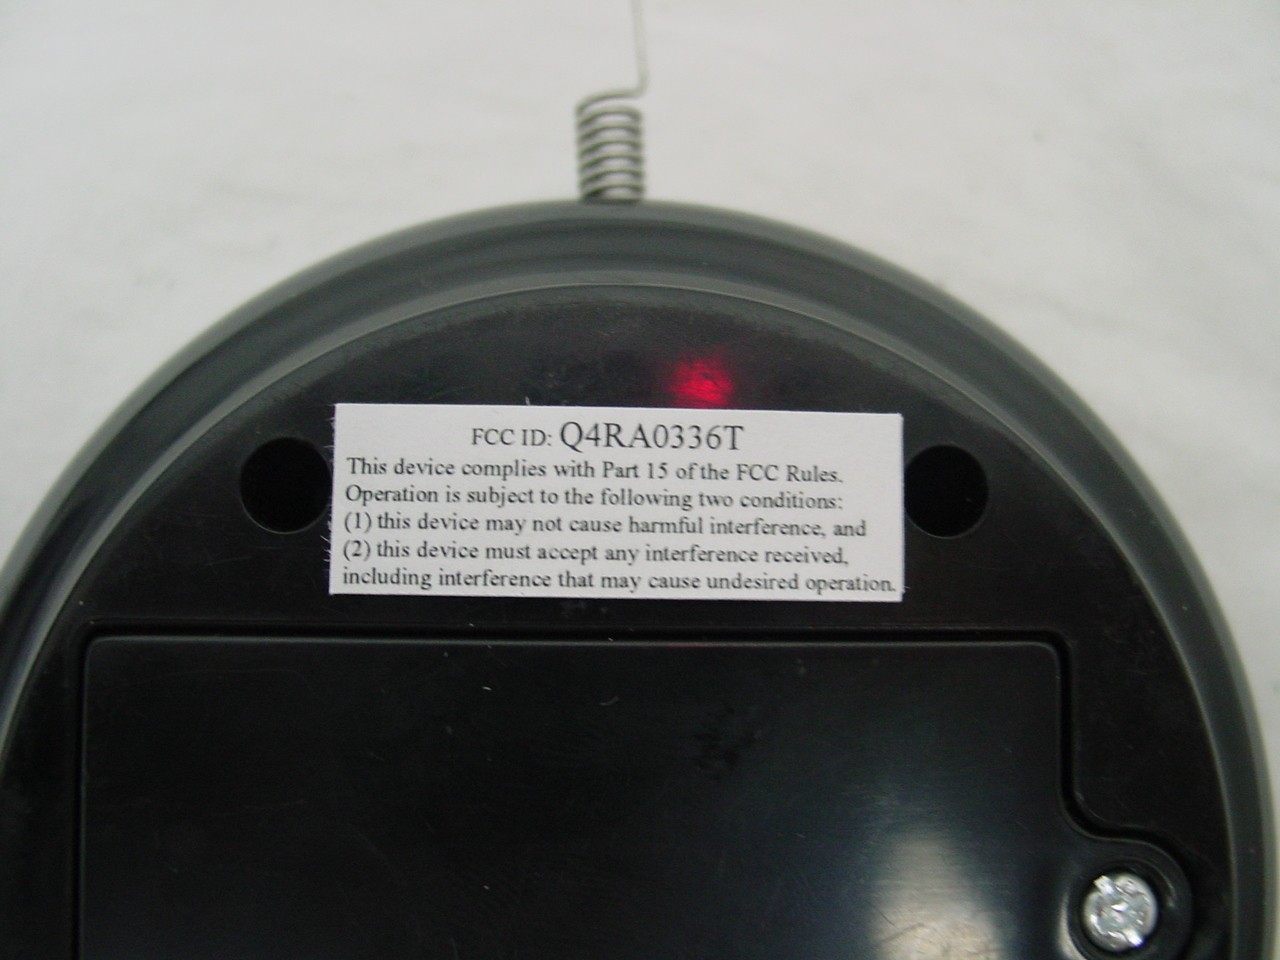 FCC ID: Q4RA0336T
This device complies with Part 15 of the FCC Rules.
Operation is subject to the following two conditions:
(1) this device may not cause harmful interference, and
(2) this device must accept any interference received,
including interference that may cause undesired operation.